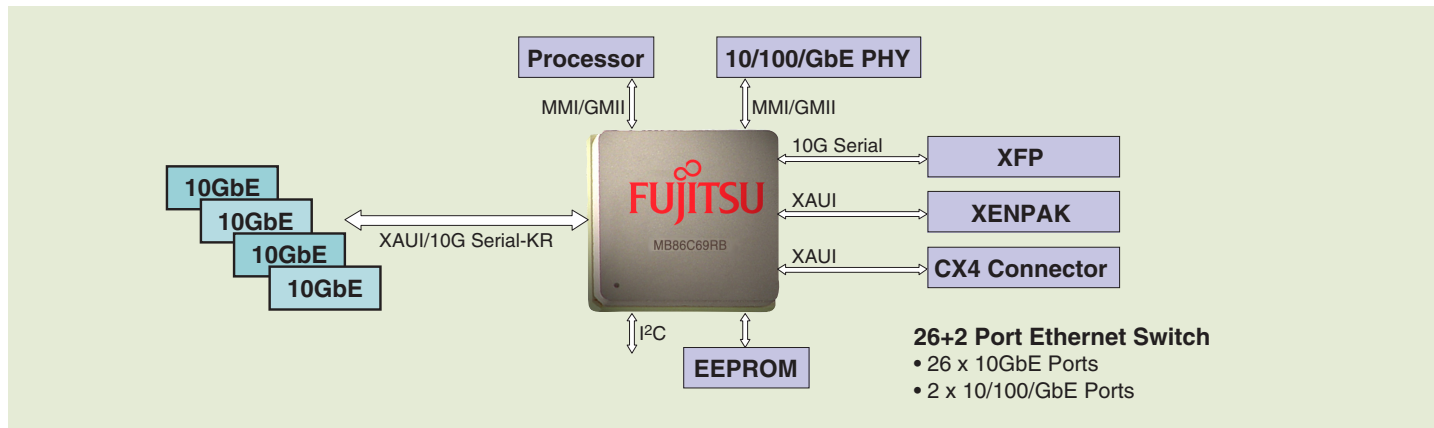 Processor
10/100/GbE PHY
MMI/GMII
MMI/GMII
10G Serial
XFP
FUJITSU
10GbE
10GbE
10GbE
10GbE
XAUI/10G Serial-KR
XAUI
XENPAK
MB86C69RB
XAUI
CX4 Connector
I²C
EEPROM
26+2 Port Ethernet Switch
• 26 x 10GbE Ports
• 2 x 10/100/GbE Ports